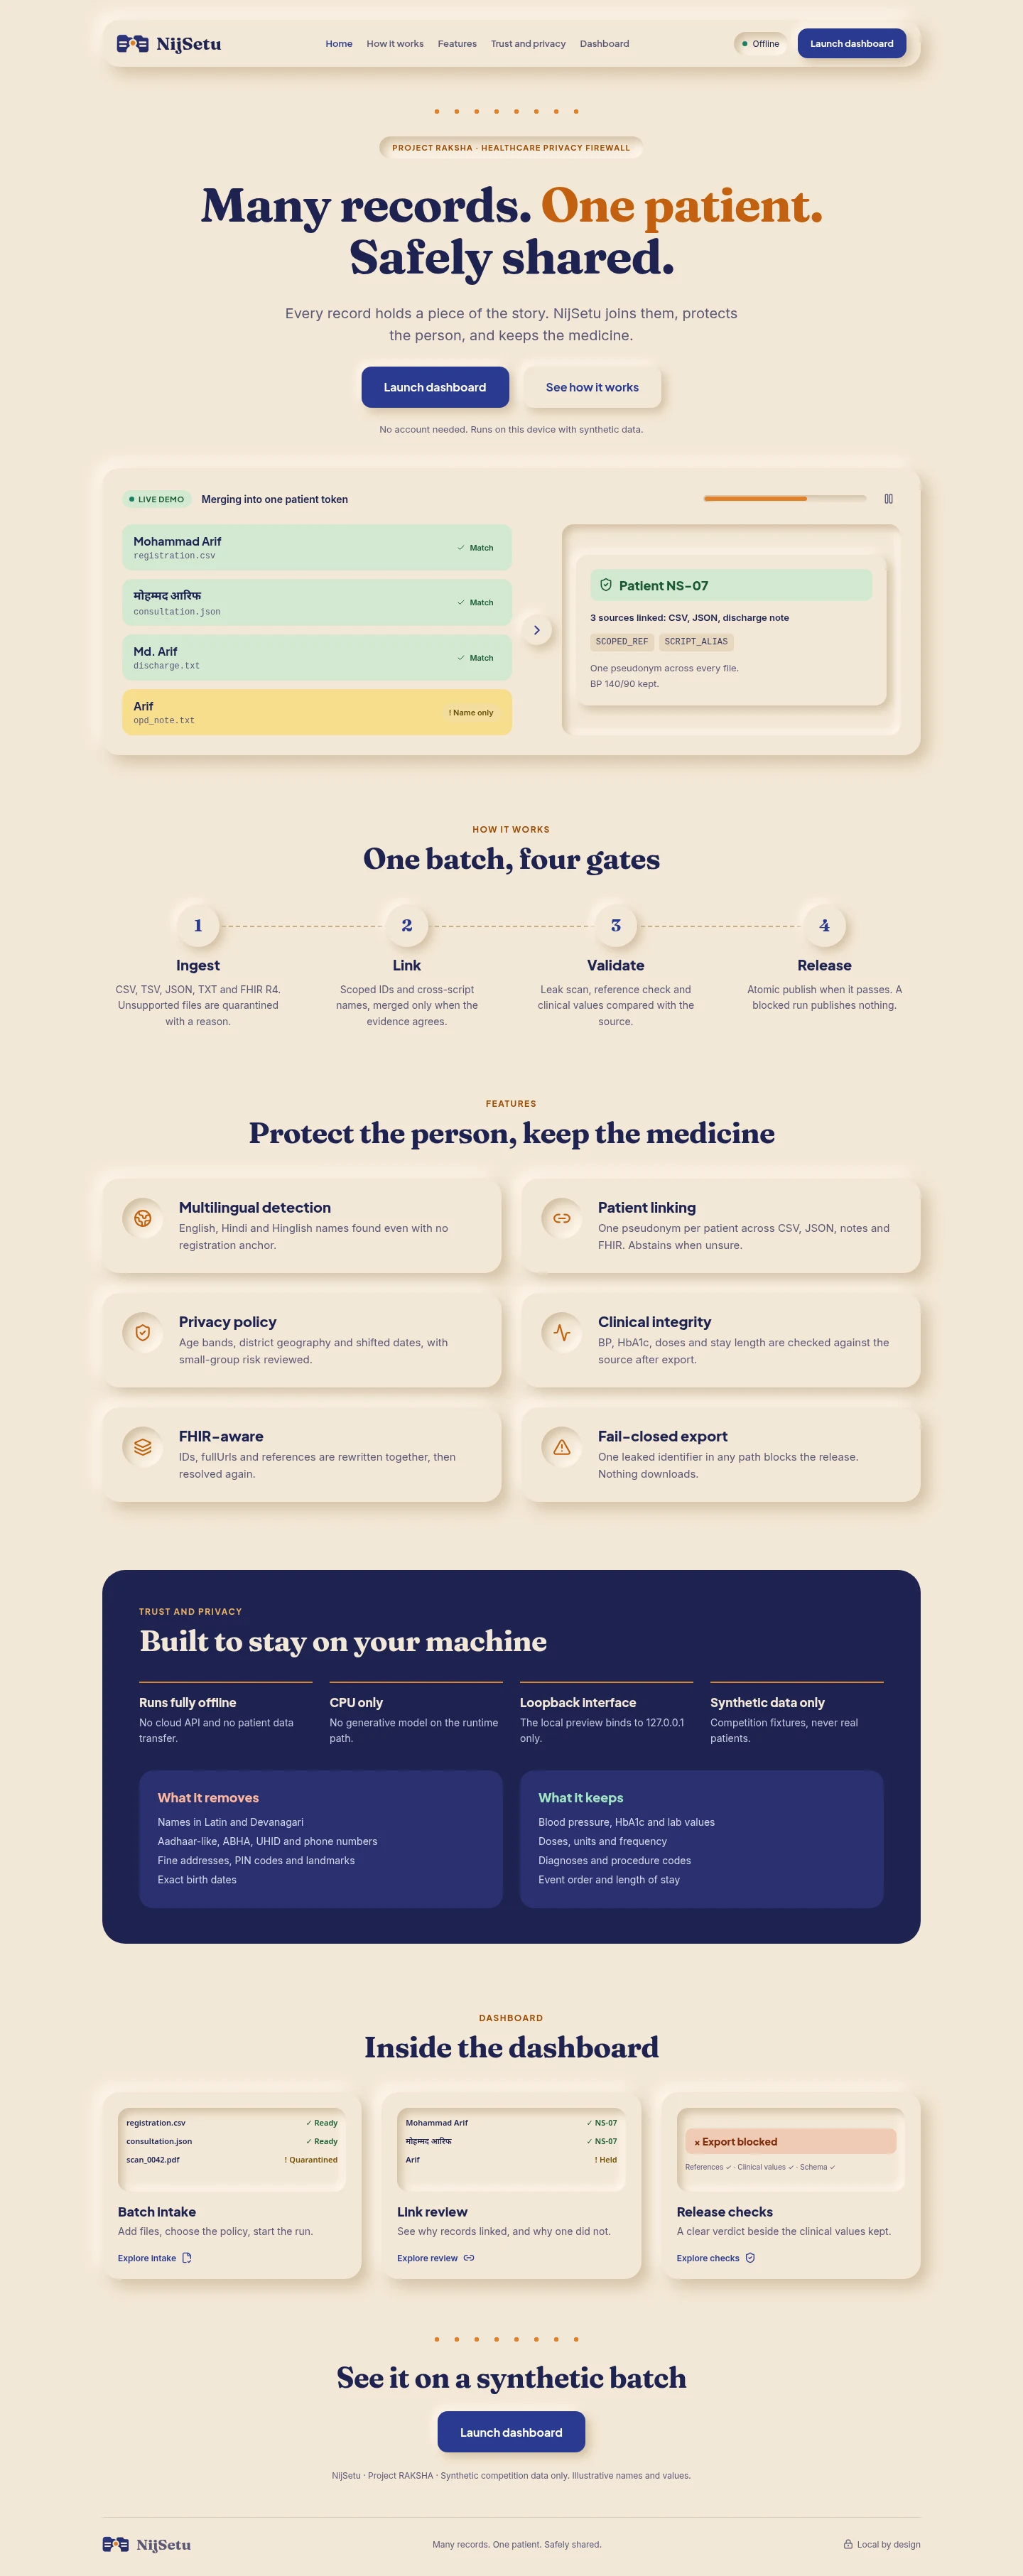 NijSetu
Home How it works Features Trust and privacy Dashboard
Offline
Launch dashboard
PROJECT RAKSHA · HEALTHCARE PRIVACY FIREWALL
Many records. One patient.
Safely shared.
Every record holds a piece of the story. NijSetu joins them, protects
the person, and keeps the medicine.
Launch dashboard
See how it works
No account needed. Runs on this device with synthetic data.
LIVE DEMO
Merging into one patient token
Mohammad Arif
registration.csv
✓ Match
मोहम्मद आरिफ
consultation.json
✓ Match
Md. Arif
discharge.txt
✓ Match
Arif
opd_note.txt
! Name only
Patient NS-07
3 sources linked: CSV, JSON, discharge note
SCOPED_REF SCRIPT_ALIAS
One pseudonym across every file.
BP 140/90 kept.
HOW IT WORKS
One batch, four gates
1
Ingest
CSV, TSV, JSON, TXT and FHIR R4.
Unsupported files are quarantined
with a reason.
2
Link
Scoped IDs and cross-script
names, merged only when the
evidence agrees.
3
Validate
Leak scan, reference check and
clinical values compared with the
source.
4
Release
Atomic publish when it passes. A
blocked run publishes nothing.
FEATURES
Protect the person, keep the medicine
Multilingual detection
English, Hindi and Hinglish names found even with no
registration anchor.
Patient linking
One pseudonym per patient across CSV, JSON, notes and
FHIR. Abstains when unsure.
Privacy policy
Age bands, district geography and shifted dates, with
small-group risk reviewed.
Clinical integrity
BP, HbA1c, doses and stay length are checked against the
source after export.
FHIR-aware
IDs, fullUrls and references are rewritten together, then
resolved again.
Fail-closed export
One leaked identifier in any path blocks the release.
Nothing downloads.
TRUST AND PRIVACY
Built to stay on your machine
Runs fully offline
No cloud API and no patient data
transfer.
CPU only
No generative model on the runtime
path.
Loopback interface
The local preview binds to 127.0.0.1
only.
Synthetic data only
Competition fixtures, never real
patients.
What it removes
Names in Latin and Devanagari
Aadhaar-like, ABHA, UHID and phone numbers
Fine addresses, PIN codes and landmarks
Exact birth dates
What it keeps
Blood pressure, HbA1c and lab values
Doses, units and frequency
Diagnoses and procedure codes
Event order and length of stay
DASHBOARD
Inside the dashboard
registration.csv ✓ Ready
consultation.json ✓ Ready
scan_0042.pdf ! Quarantined
Batch intake
Add files, choose the policy, start the run.
Explore intake
Mohammad Arif ✓ NS-07
मोहम्मद आरिफ ✓ NS-07
Arif ! Held
Link review
See why records linked, and why one did not.
Explore review
× Export blocked
References ✓ · Clinical values ✓ · Schema ✓
Release checks
A clear verdict beside the clinical values kept.
Explore checks
See it on a synthetic batch
Launch dashboard
NijSetu · Project RAKSHA · Synthetic competition data only. Illustrative names and values.
NijSetu
Many records. One patient. Safely shared.
Local by design